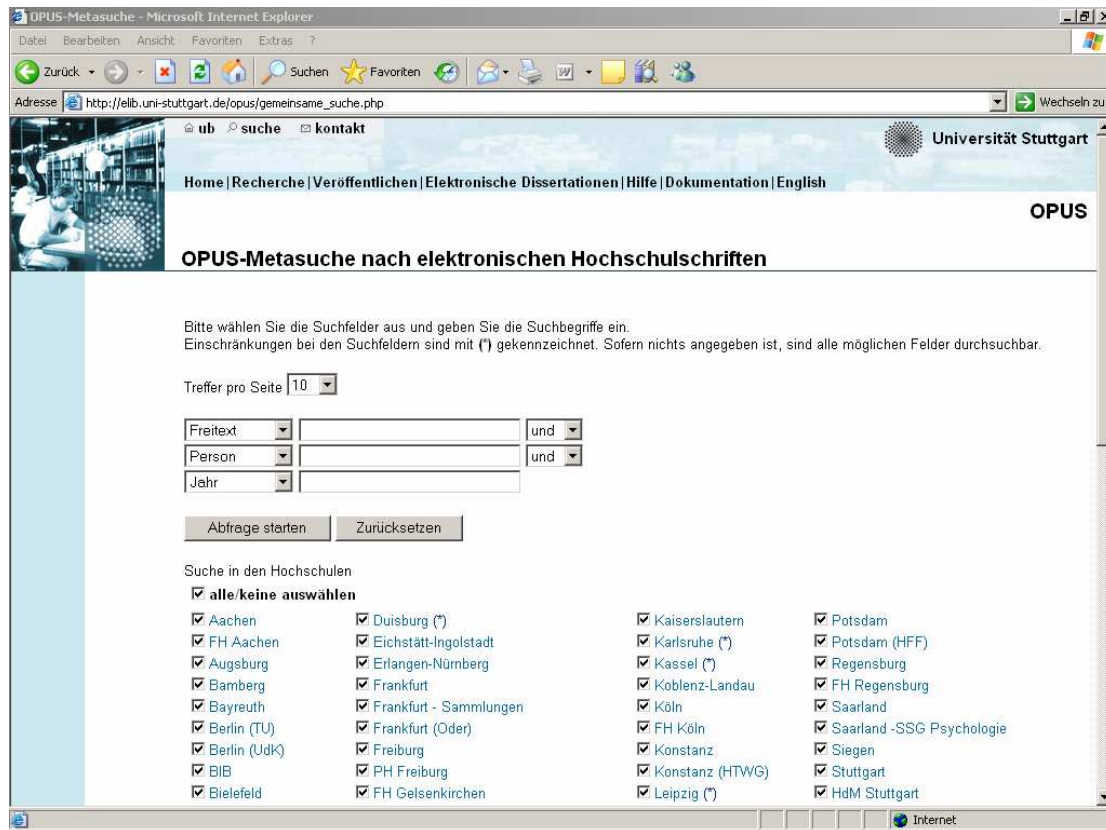 OPUS-Metasuche - Microsoft Internet Explorer
Datei Bearbeiten Ansicht Favoriten Extras ?
Zurück Suchen Favoriten
Adresse http://elib.uni-stuttgart.de/opus/gemeinsame_suche.php Wechseln zu
ub suche kontakt
Universität Stuttgart
Home|Recherche|Veröffentlichen|Elektronische Dissertationen|Hilfe|Dokumentation|English
OPUS
OPUS-Metasuche nach elektronischen Hochschulschriften
Bitte wählen Sie die Suchfelder aus und geben Sie die Suchbegriffe ein.
Einschränkungen bei den Suchfeldern sind mit (*) gekennzeichnet. Sofern nichts angegeben ist, sind alle möglichen Felder durchsuchbar.
Treffer pro Seite 10
Freitext und
Person und
Jahr
Abfrage starten Zurücksetzen
Suche in den Hochschulen
alle/keine auswählen
Aachen Duisburg (*) Kaiserslautern Potsdam
FH Aachen Eichstätt-Ingolstadt Karlsruhe (*) Potsdam (HFF)
Augsburg Erlangen-Nürnberg Kassel (*) Regensburg
Bamberg Frankfurt Koblenz-Landau FH Regensburg
Bayreuth Frankfurt - Sammlungen Köln Saarland
Berlin (TU) Frankfurt (Oder) FH Köln Saarland -SSG Psychologie
Berlin (UdK) Freiburg Konstanz Siegen
BIB PH Freiburg Konstanz (HTWG) Stuttgart
Bielefeld FH Gelsenkirchen Leipzig (*) HdM Stuttgart
Internet